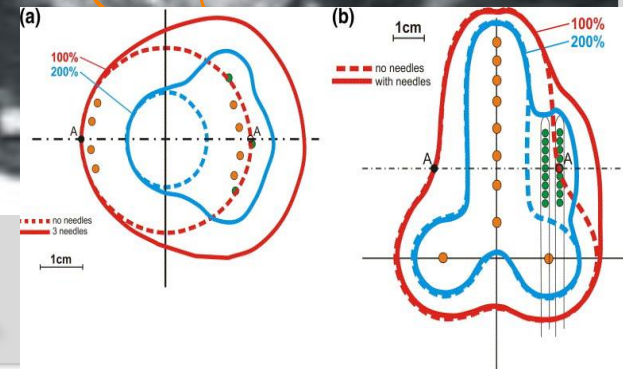 (a)
100%
200%
A
A
no needles
3 needles
1cm
(b)
1cm
100%
200%
no needles
with needles
A
A